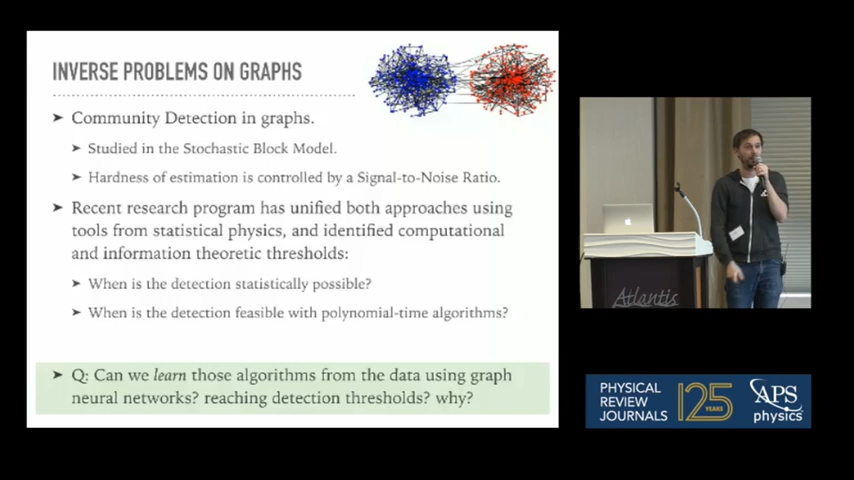 INVERSE PROBLEMS ON GRAPHS
➤ Community Detection in graphs.
➤ Studied in the Stochastic Block Model.
➤ Hardness of estimation is controlled by a Signal-to-Noise Ratio.
➤ Recent research program has unified both approaches using
tools from statistical physics, and identified computational
and information theoretic thresholds:
➤ When is the detection statistically possible?
➤ When is the detection feasible with polynomial-time algorithms?
➤ Q: Can we learn those algorithms from the data using graph
neural networks? reaching detection thresholds? why?
Atlantis
PHYSICAL
REVIEW
JOURNALS
125
YEARS
APS
physics